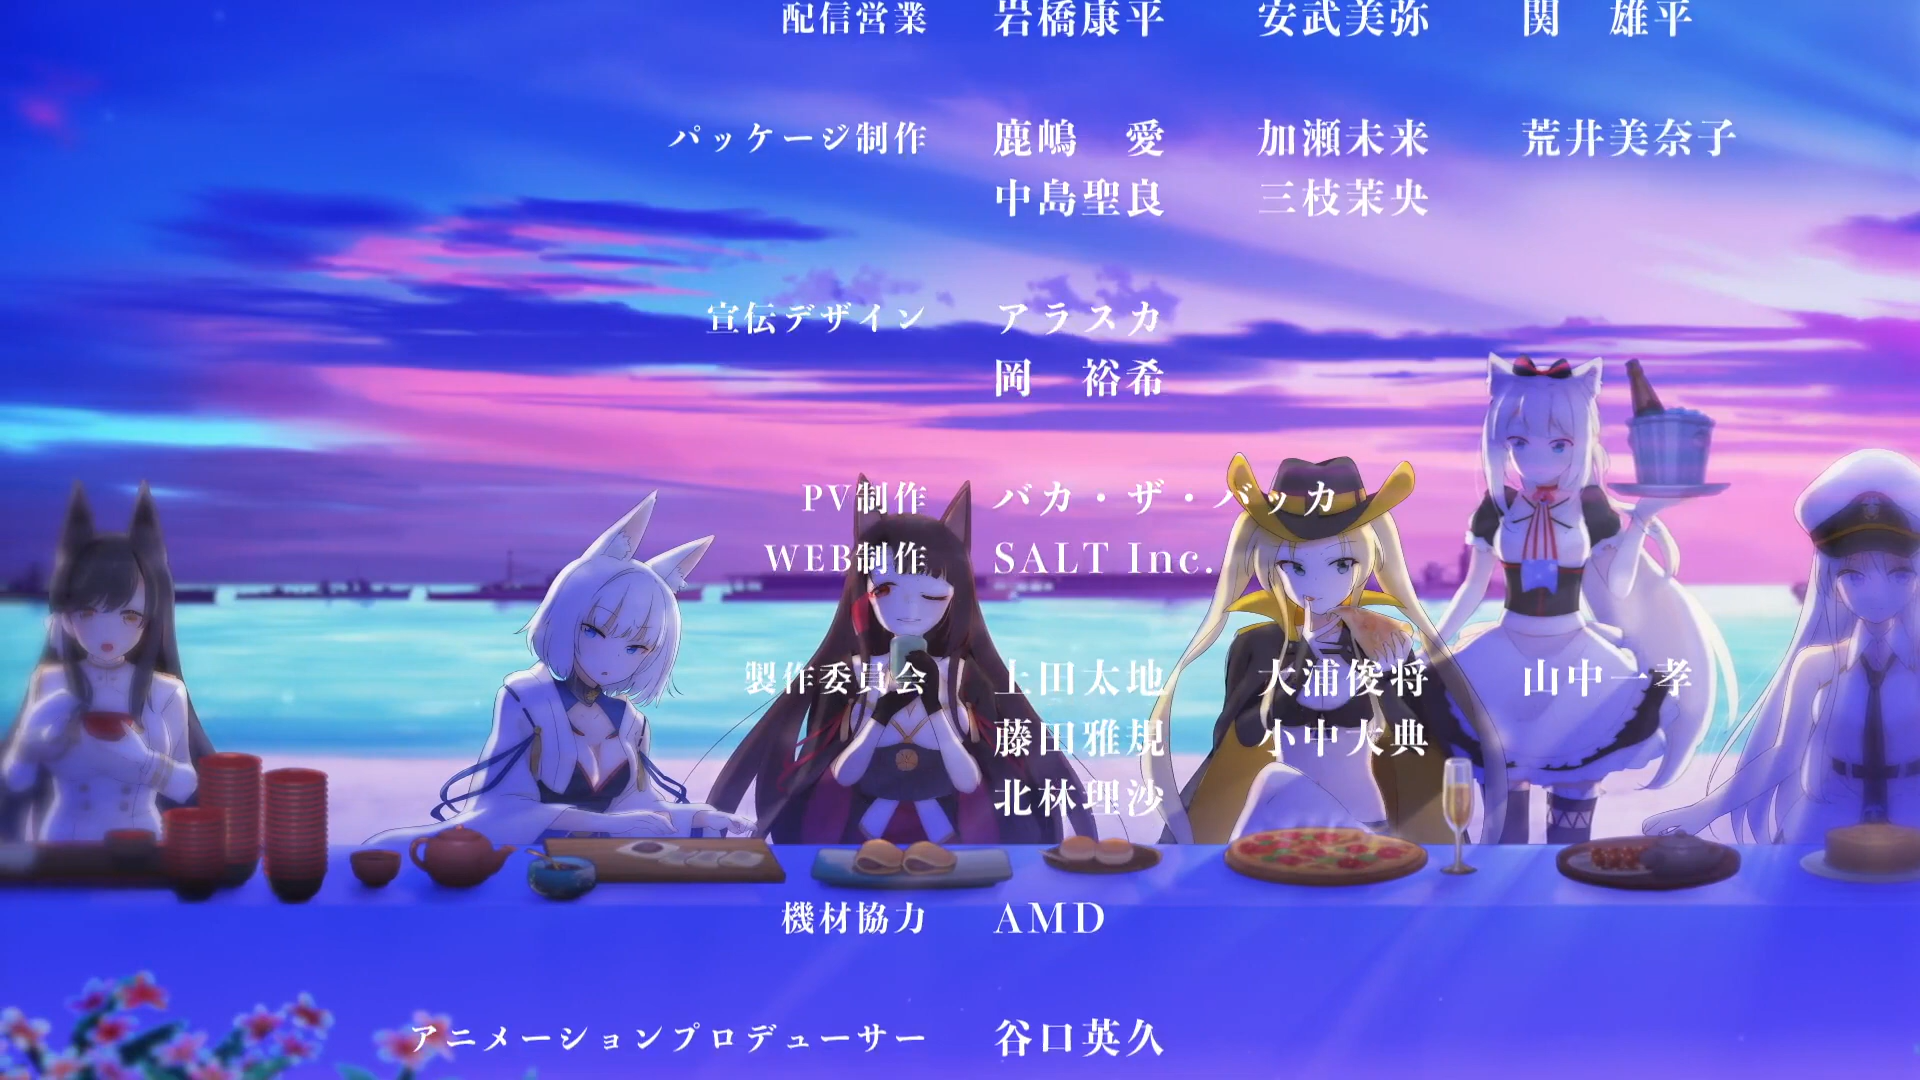 配信営業 岩橋康平 安武美弥 関 雄平
パッケージ制作 鹿嶋 愛 加瀬未来 荒井美奈子
中島聖良 三枝茉央
宣伝デザイン アラスカ
岡 裕希
PV制作 バカ・ザ・バッカ
WEB制作 SALT Inc.
製作委員会 上田太地 大浦俊将 山中一孝
藤田雅規 小中大典
北林理沙
機材協力 AMD
アニメーションプロデューサー 谷口英久